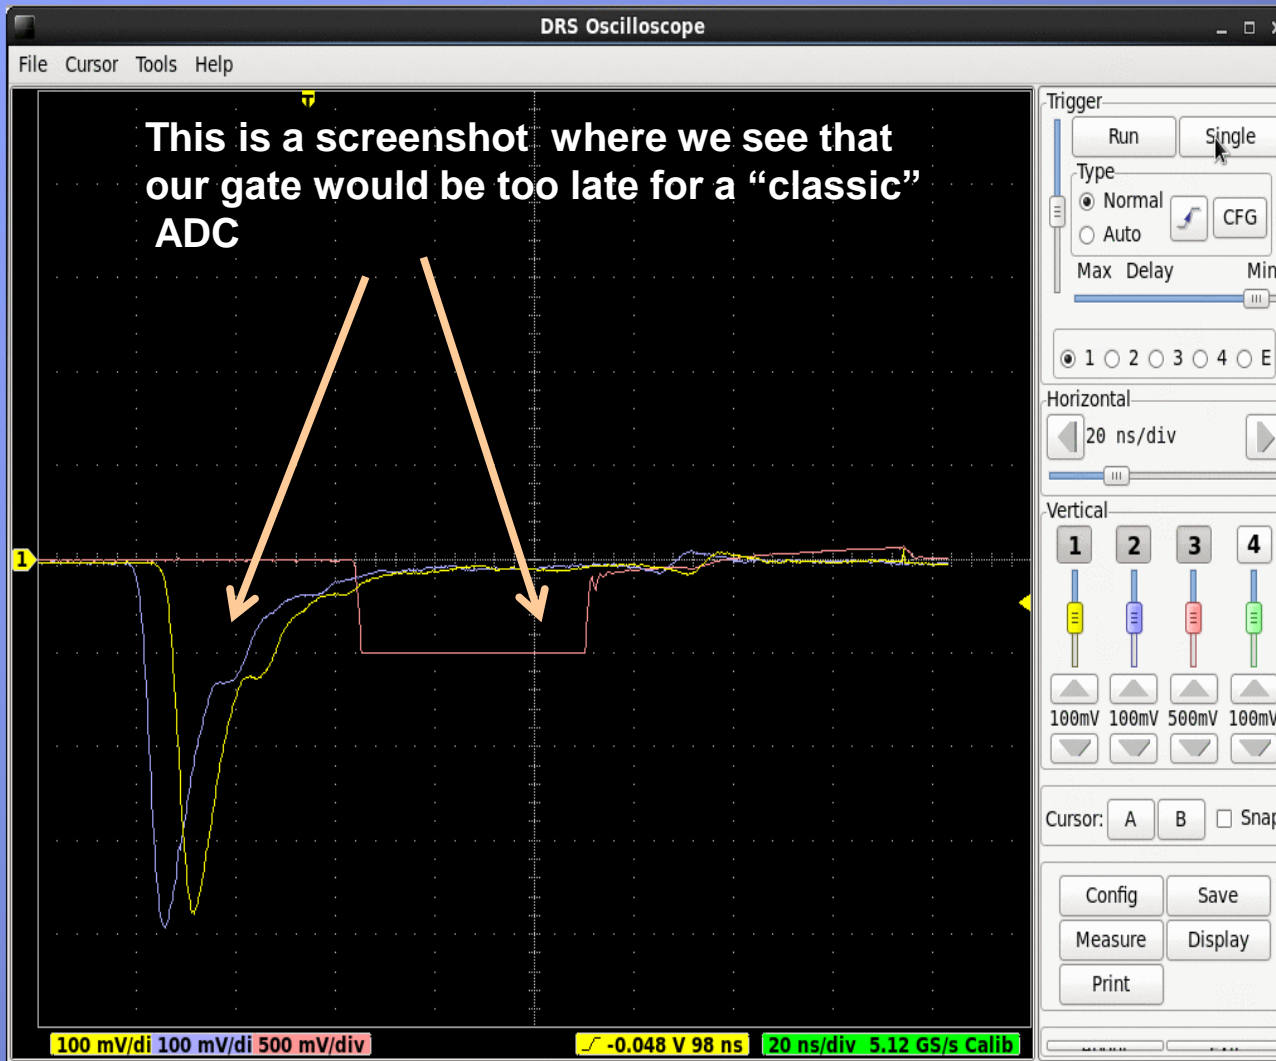 DRS Oscilloscope
File Cursor Tools Help
T
This is a screenshot where we see that
our gate would be too late for a “classic”
ADC
1
Trigger
Run Single
Type
Normal
Auto
CFG
Max Delay Min
1 2 3 4 E
Horizontal
20 ns/div
Vertical
1 2 3 4
100mV 100mV 500mV 100mV
Cursor: A B Snap
Config Save
Measure Display
Print
100 mV/di 100 mV/di 500 mV/div
-0.048 V 98 ns
20 ns/div 5.12 GS/s Calib